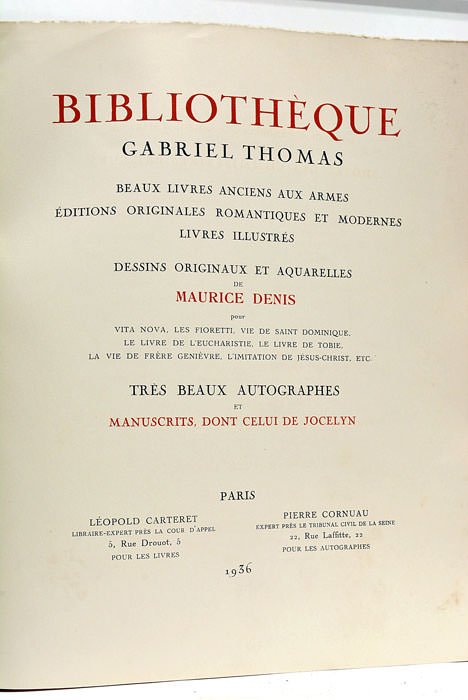 BIBLIOTHÈQUE
GABRIEL THOMAS
BEAUX LIVRES ANCIENS AUX ARMES
ÉDITIONS ORIGINALES ROMANTIQUES ET MODERNES
LIVRES ILLUSTRÉS
DESSINS ORIGINAUX ET AQUARELLES
DE
MAURICE DENIS
pour
VITA NOVA, LES FIORETTI, VIE DE SAINT DOMINIQUE,
LE LIVRE DE L'EUCHARISTIE, LE LIVRE DE TOBIE,
LA VIE DE FRÈRE GENIÈVRE, L'IMITATION DE JÉSUS-CHRIST, ETC.
TRÈS BEAUX AUTOGRAPHES
ET
MANUSCRITS, DONT CELUI DE JOCELYN
PARIS
LÉOPOLD CARTERET
LIBRAIRE-EXPERT PRÈS LA COUR D'APPEL
5, Rue Drouot, 5
POUR LES LIVRES
PIERRE CORNUAU
EXPERT PRÈS LE TRIBUNAL CIVIL DE LA SEINE
22, Rue Laffitte, 22
POUR LES AUTOGRAPHES
1936